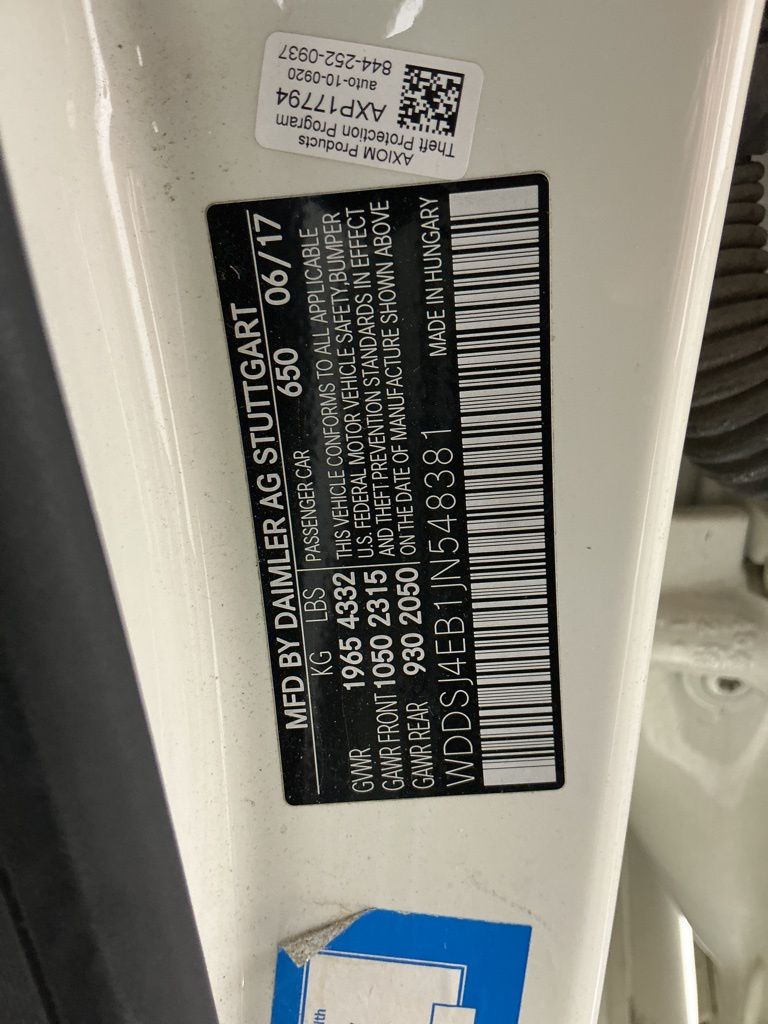 AXIOM Products
Theft Protection Program
AXP17794
auto-10-0920
844-252-0937
MFD BY DAIMLER AG STUTTGART
650 06/17
KG LBS PASSENGER CAR
GVWR 1965 4332 THIS VEHICLE CONFORMS TO ALL APPLICABLE
GAWR FRONT 1050 2315 U.S. FEDERAL MOTOR VEHICLE SAFETY,BUMPER
GAWR REAR 930 2050 AND THEFT PREVENTION STANDARDS IN EFFECT
ON THE DATE OF MANUFACTURE SHOWN ABOVE
WDDSJ4EB1JN548381 MADE IN HUNGARY